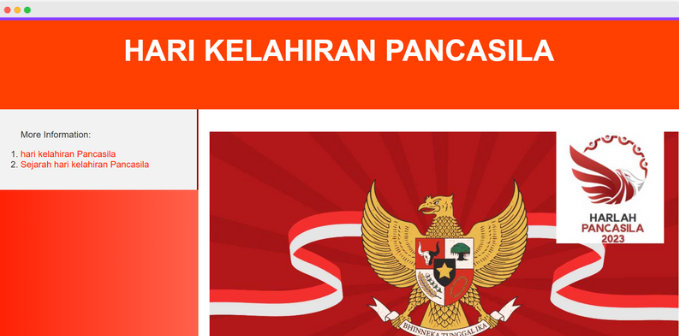 HARI KELAHIRAN PANCASILA
More Information:
1. hari kelahiran Pancasila
2. Sejarah hari kelahiran Pancasila
HARLAH
PANCASILA
2023
BHINNEKA TUNGGAL IKA